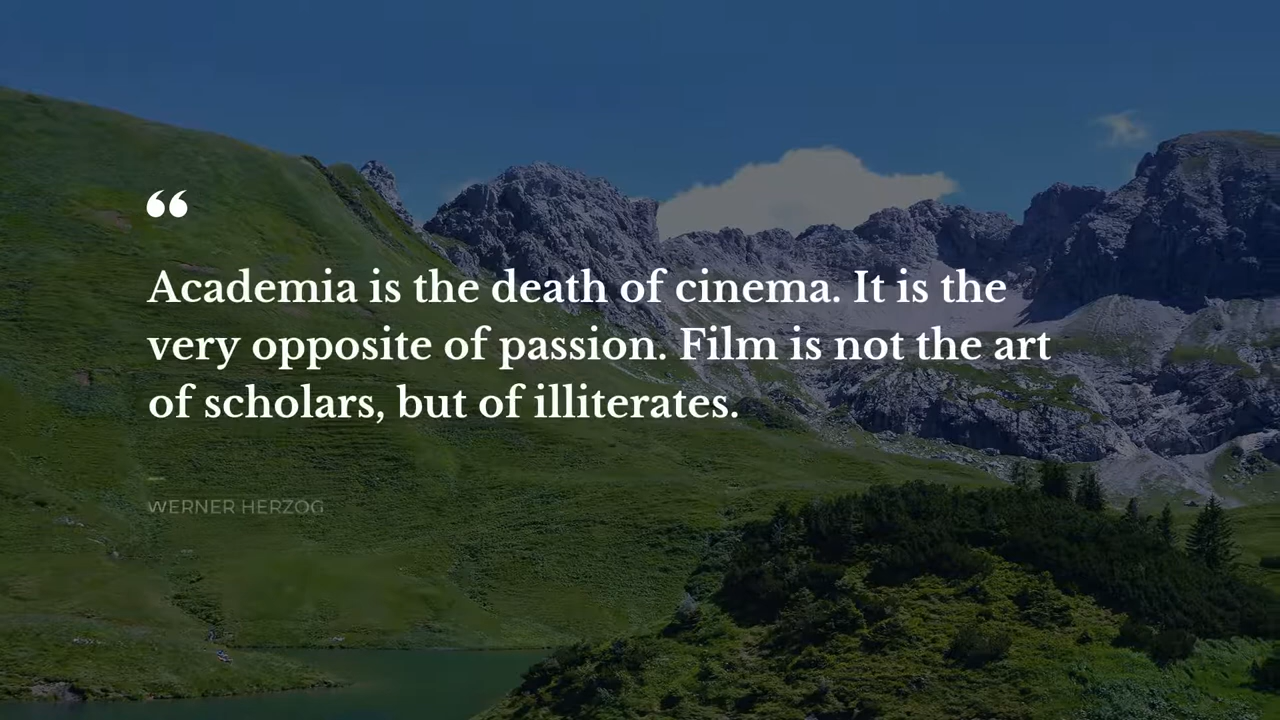 “
Academia is the death of cinema. It is the
very opposite of passion. Film is not the art
of scholars, but of illiterates.
WERNER HERZOG